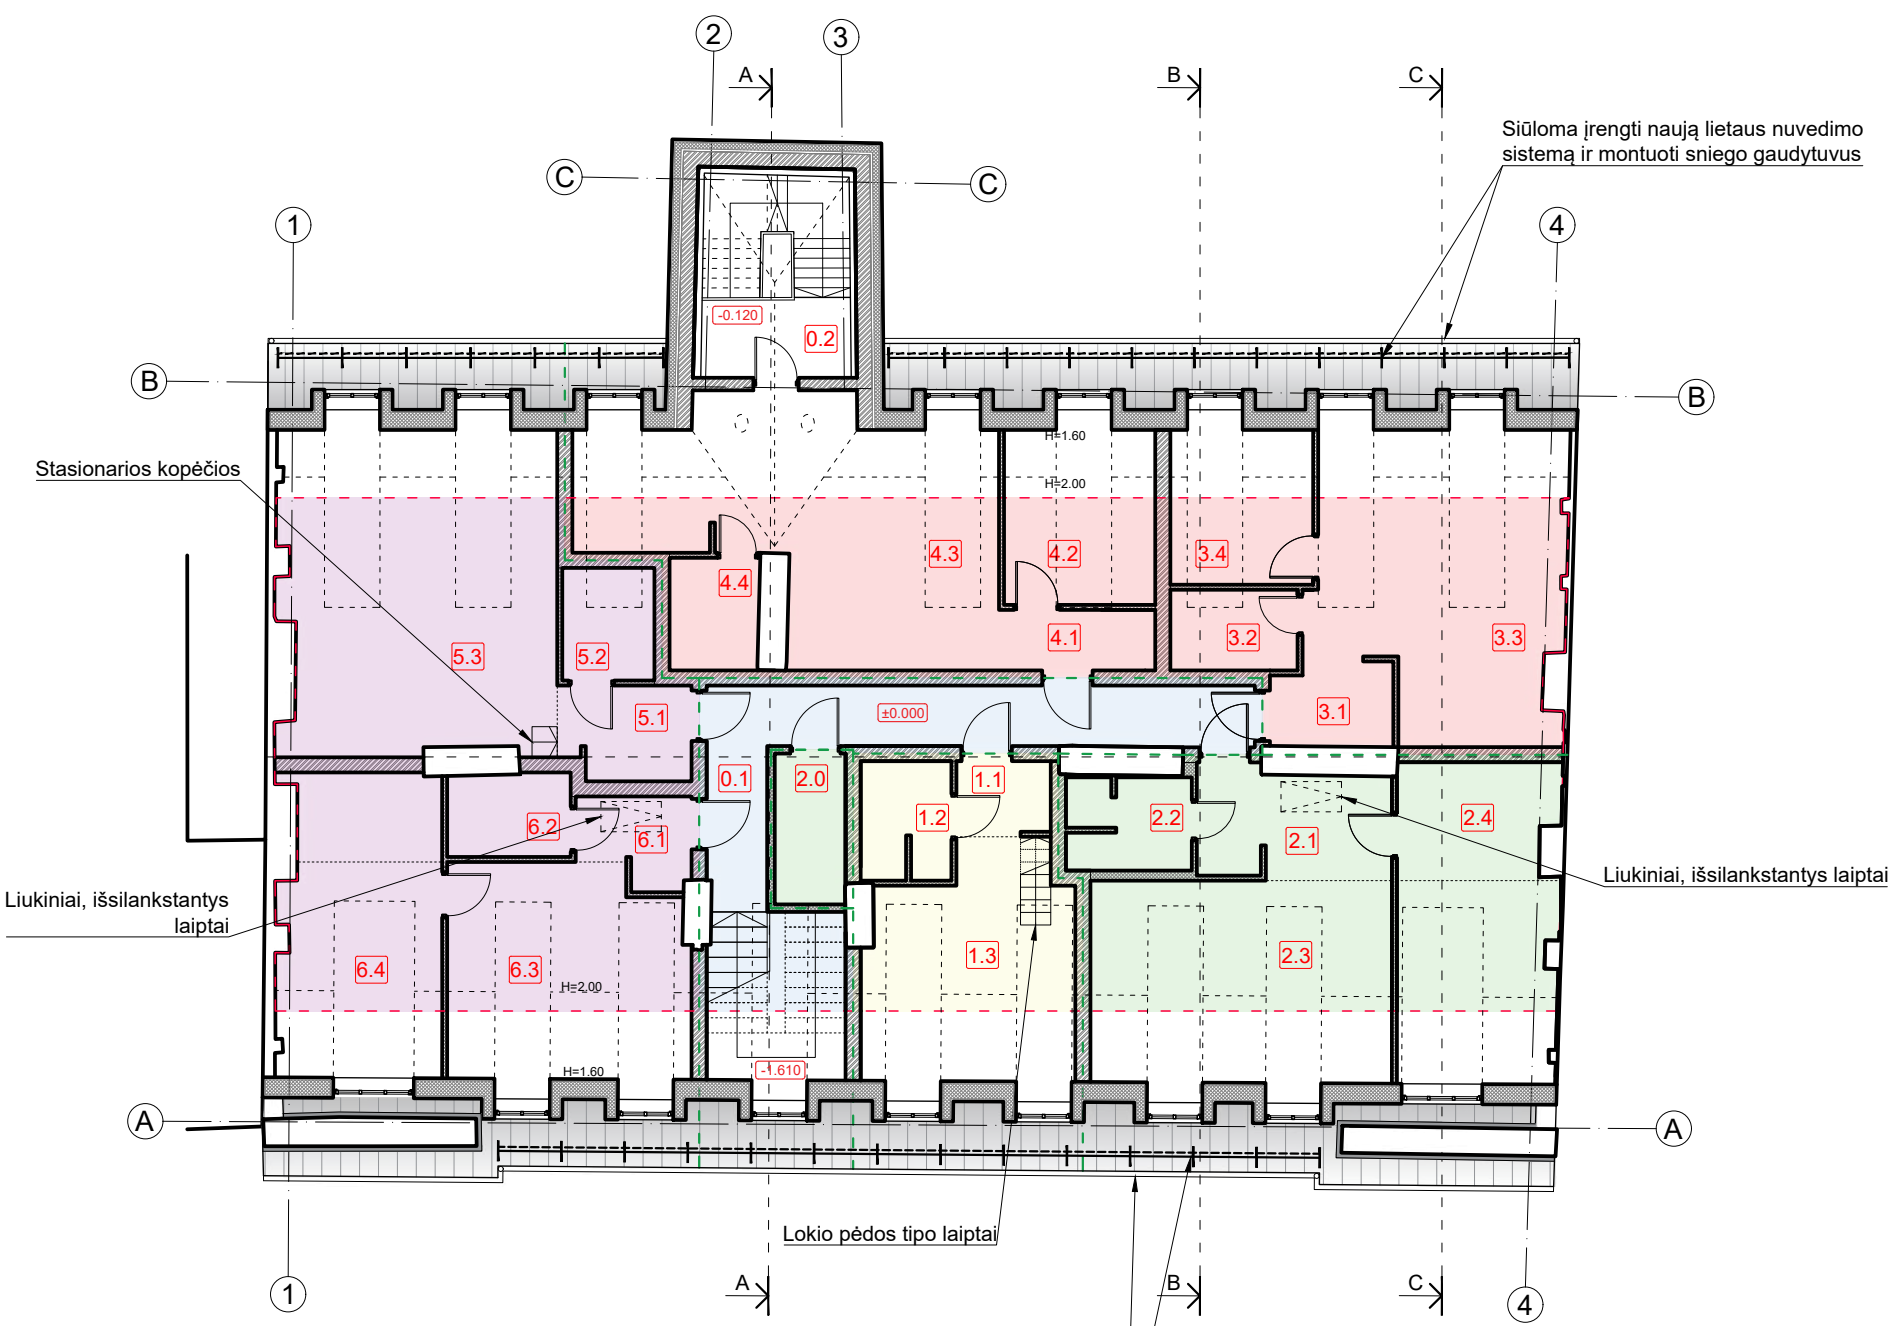 2
3
A
B
C
Siūloma įrengti naują lietaus nuvedimo
sistemą ir montuoti sniego gaudytuvus
C
C
1
4
-0.120
0.2
B
B
H=1.60
Stasionarios kopėčios
H=2.00
4.4
4.3
4.2
3.4
5.3
5.2
4.1
3.2
3.3
5.1
±0.000
3.1
0.1
2.0
1.1
6.2
6.1
1.2
2.2
2.1
2.4
Liukiniai, išsilankstantys
laiptai
Liukiniai, išsilankstantys laiptai
6.4
6.3
H=2.00
1.3
2.3
H=1.60
-1.610
A
A
Lokio pėdos tipo laiptai
1
A
B
C
4